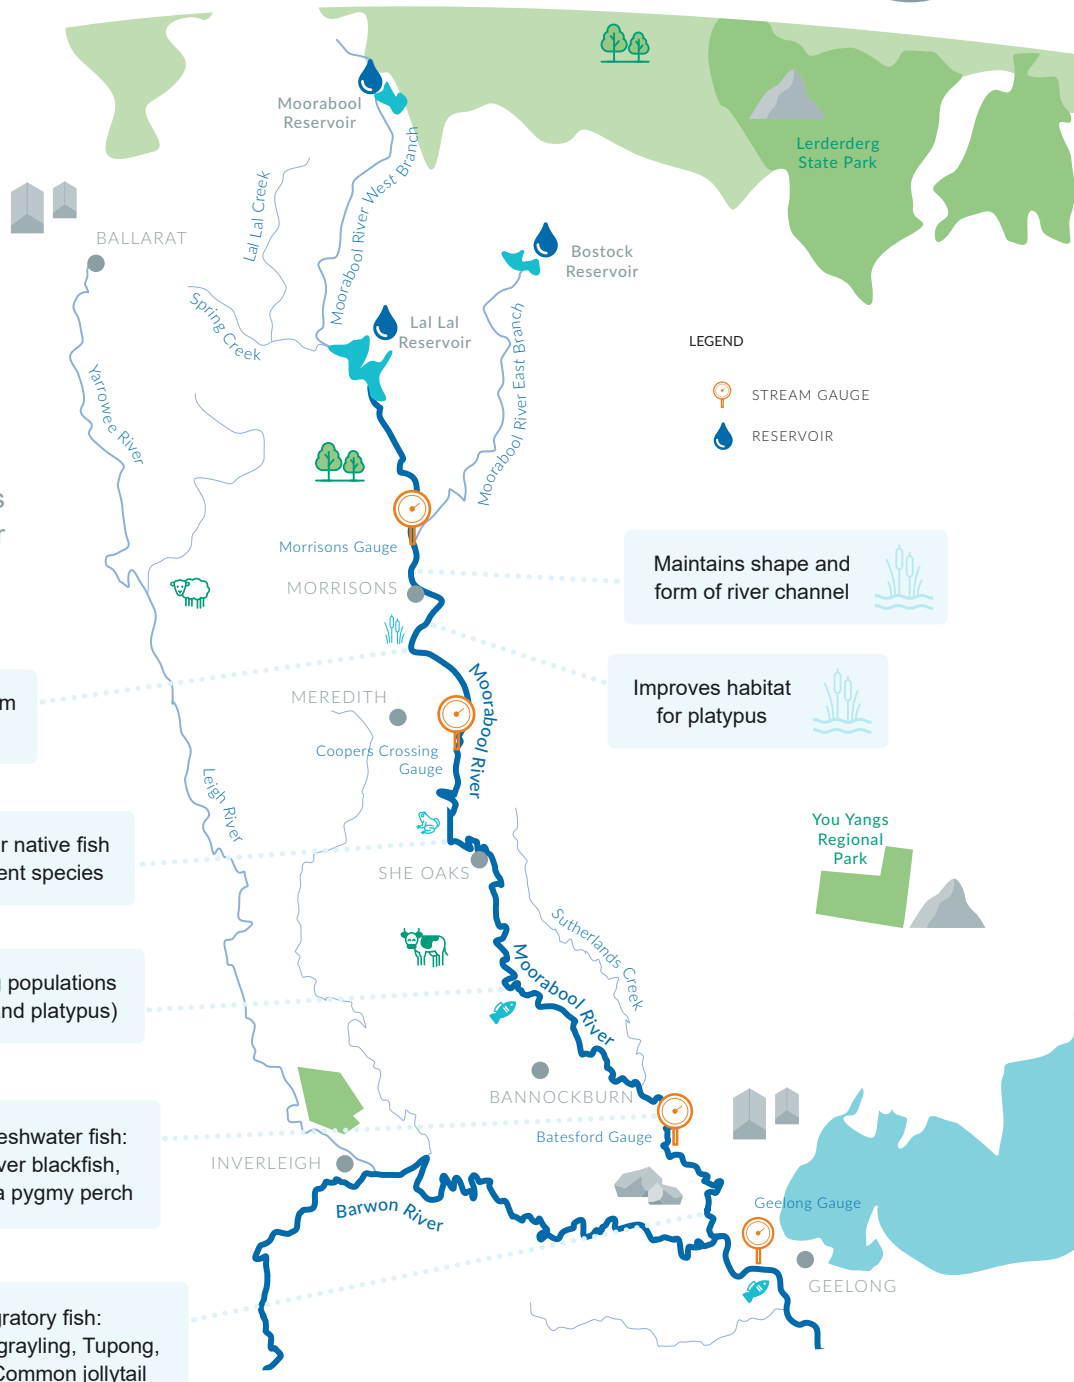 Moorabool
Reservoir
Lerderderg
State Park
Moorabool River West Branch
Lal Lal Creek
BALLARAT
Bostock
Reservoir
Spring Creek
Lal Lal
Reservoir
Moorabool River East Branch
LEGEND
STREAM GAUGE
RESERVOIR
Yarrowee River
s
r
Morrisons Gauge
MORRISONS
Maintains shape and
form of river channel
Improves habitat
for platypus
m
MEREDITH
Moorabool River
Coopers Crossing
Gauge
Leigh River
You Yangs
Regional
Park
r native fish
ent species
SHE OAKS
Sutherlands Creek
Moorabool River
populations
nd platypus)
BANNOCKBURN
Batesford Gauge
eshwater fish:
ver blackfish,
a pygmy perch
INVERLEIGH
Barwon River
Geelong Gauge
GEELONG
gratory fish:
grayling, Tupong,
Common jollytail